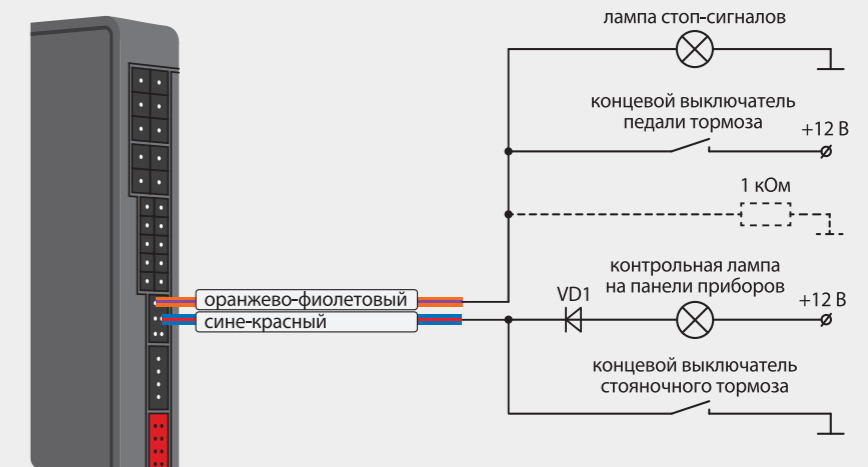 лампа стоп-сигналов
концевой выключатель
педали тормоза
+12 В
1 кОм
контрольная лампа
на панели приборов
+12 В
VD1
оранжево-фиолетовый
сине-красный
концевой выключатель
стояночного тормоза